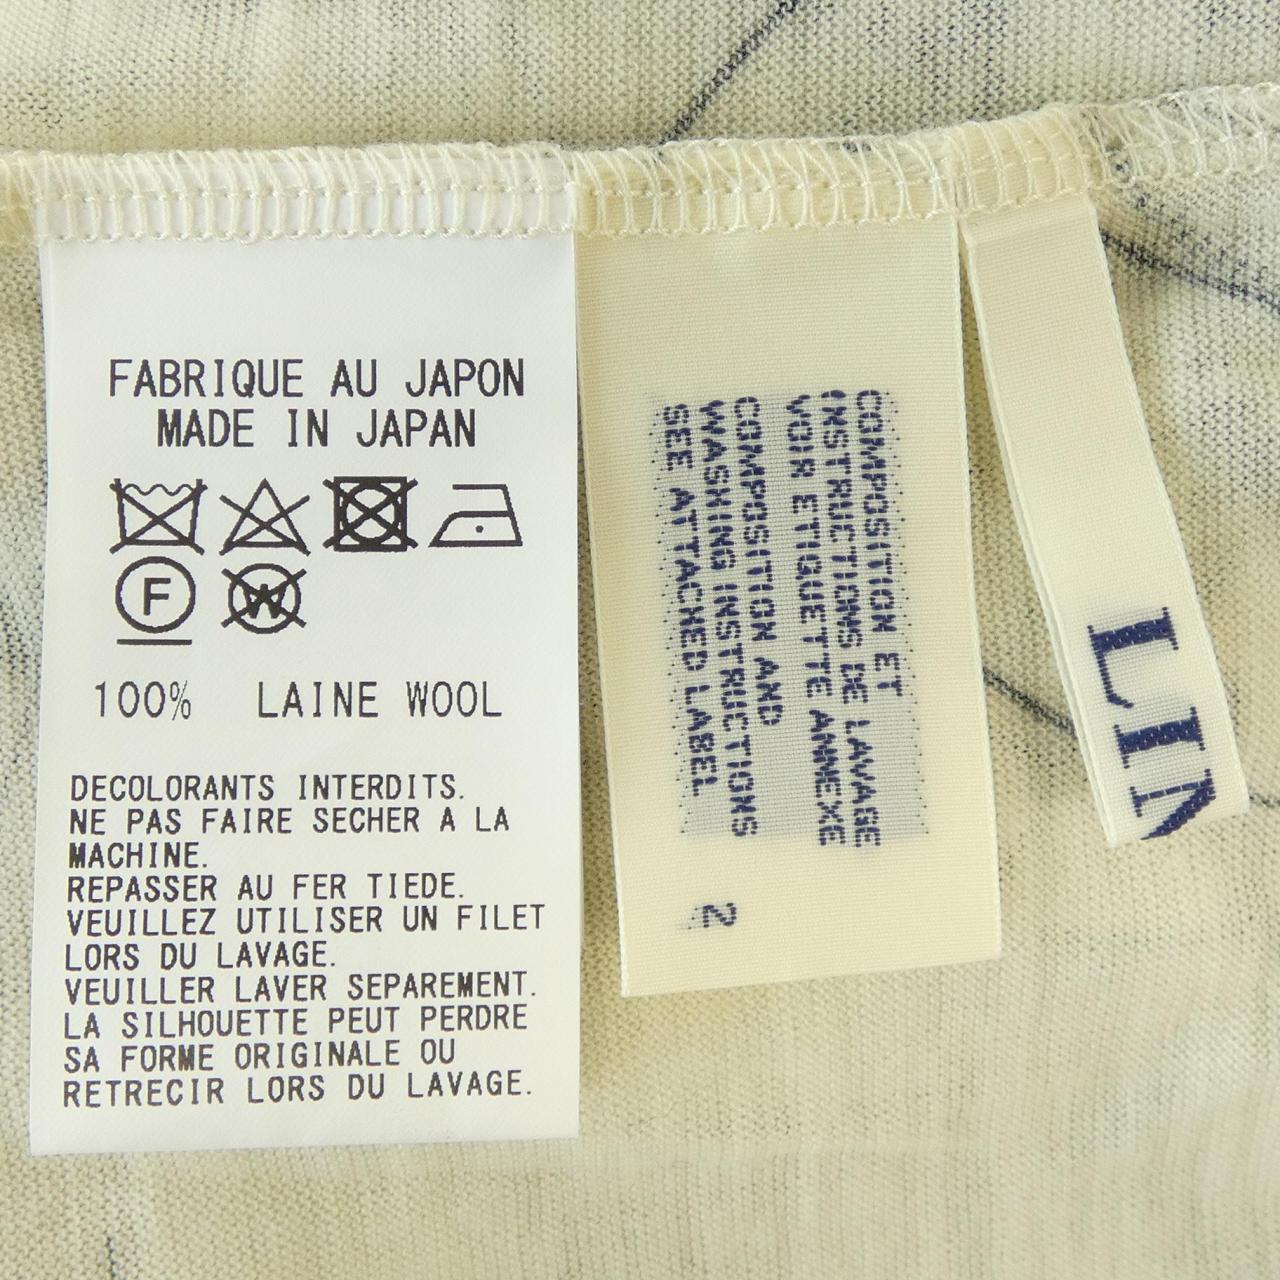 FABRIQUE AU JAPON
MADE IN JAPAN
F
W
100% LAINE WOOL
DECOLORANTS INTERDITS.
NE PAS FAIRE SECHER A LA
MACHINE.
REPASSER AU FER TIEDE.
VEUILLEZ UTILISER UN FILET
LORS DU LAVAGE.
VEUILLER LAVER SEPAREMENT.
LA SILHOUETTE PEUT PERDRE
SA FORME ORIGINALE OU
RETRECIR LORS DU LAVAGE.
COMPOSITION ET
INSTRUCTIONS DE LAVAGE
VOIR ETIQUETTE ANNEXE
COMPOSITION AND
WASHING INSTRUCTIONS
SEE ATTACHED LABEL
2